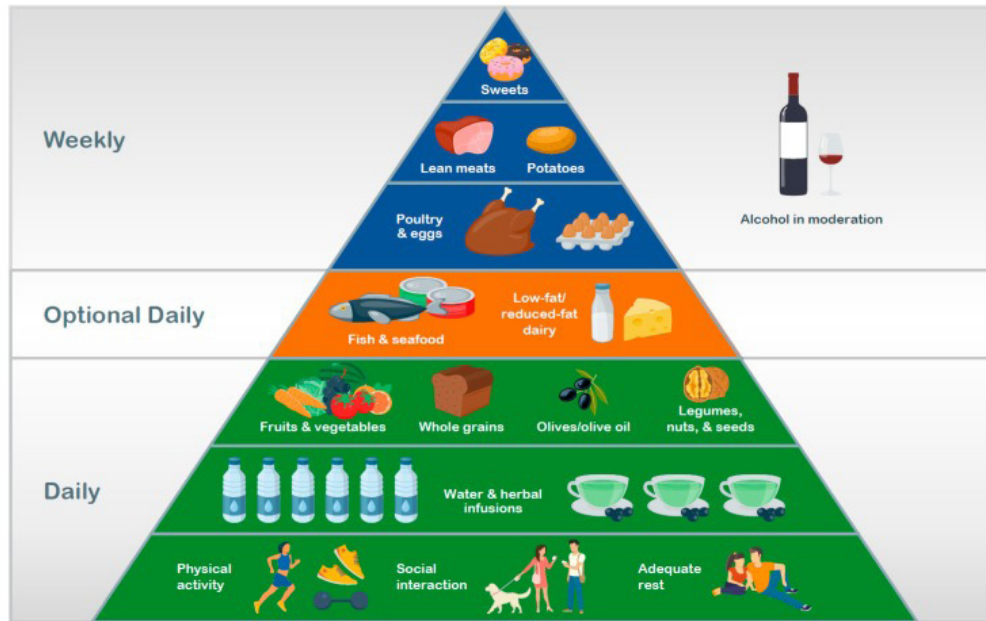 Weekly
Sweets
Lean meats
Potatoes
Poultry
& eggs
Alcohol in moderation
Optional Daily
Fish & seafood
Low-fat/
reduced-fat
dairy
Daily
Fruits & vegetables
Whole grains
Olives/olive oil
Legumes,
nuts, & seeds
Water & herbal
infusions
Physical
activity
Social
interaction
Adequate
rest